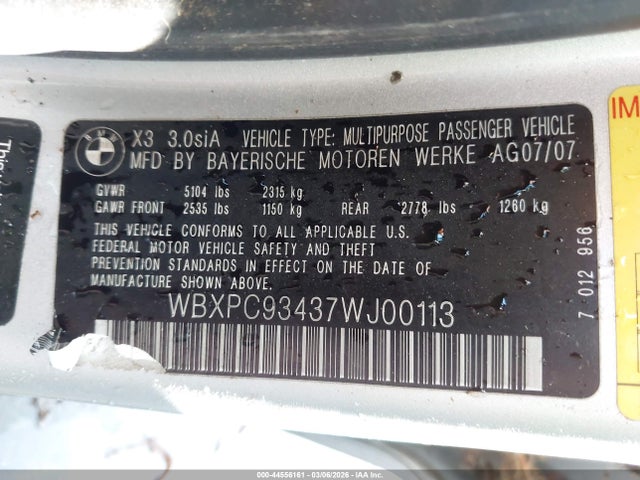 BMW X3 3.0siA VEHICLE TYPE: MULTIPURPOSE PASSENGER VEHICLE
MFD BY BAYERISCHE MOTOREN WERKE AG07/07
GVWR 5104 lbs 2315 kg
GAWR FRONT 2535 lbs 1150 kg REAR 2778 lbs 1260 kg
THIS VEHICLE CONFORMS TO ALL APPLICABLE U.S.
FEDERAL MOTOR VEHICLE SAFETY AND THEFT
PREVENTION STANDARDS IN EFFECT ON THE DATE OF
MANUFACTURE SHOWN ABOVE.
WBXPC93437WJ00113
7 012 956
This
IM
000-44556161 - 03/06/2026 - IAA Inc.